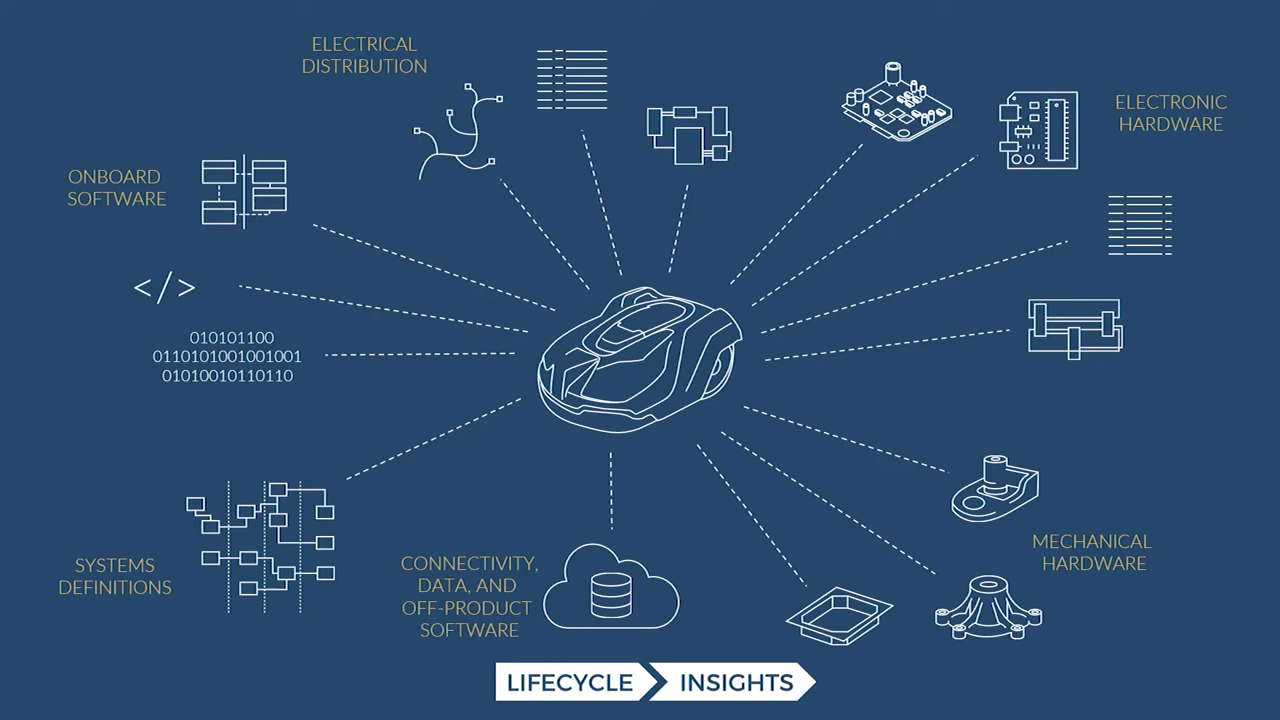 ELECTRICAL
DISTRIBUTION
ELECTRONIC
HARDWARE
ONBOARD
SOFTWARE
</>
010101100
0110101001001001
01010010110110
SYSTEMS
DEFINITIONS
CONNECTIVITY,
DATA, AND
OFF-PRODUCT
SOFTWARE
MECHANICAL
HARDWARE
LIFECYCLE INSIGHTS